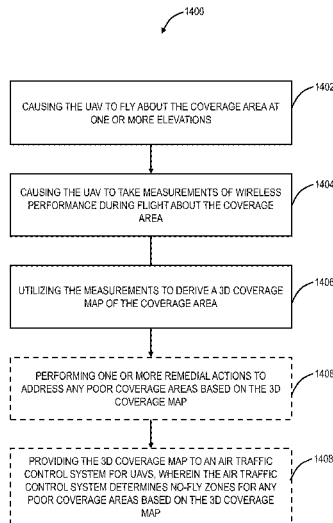 1400
1402
CAUSING THE UAV TO FLY ABOUT THE COVERAGE AREA AT
ONE OR MORE ELEVATIONS
1404
CAUSING THE UAV TO TAKE MEASUREMENTS OF WIRELESS
PERFORMANCE DURING FLIGHT ABOUT THE COVERAGE
AREA
1406
UTILIZING THE MEASUREMENTS TO DERIVE A 3D COVERAGE
MAP OF THE COVERAGE AREA
1408
PERFORMING ONE OR MORE REMEDIAL ACTIONS TO
ADDRESS ANY POOR COVERAGE AREAS BASED ON THE 3D
COVERAGE MAP
1408
PROVIDING THE 3D COVERAGE MAP TO AN AIR TRAFFIC
CONTROL SYSTEM FOR UAVS, WHEREIN THE AIR TRAFFIC
CONTROL SYSTEM DETERMINES NO-FLY ZONES FOR ANY
POOR COVERAGE AREAS BASED ON THE 3D COVERAGE
MAP